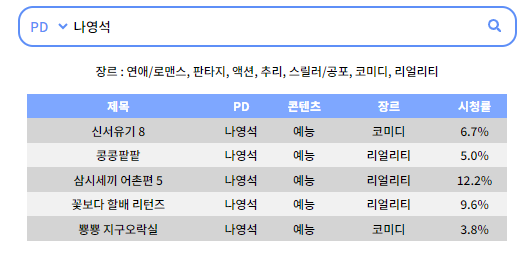 PD 나영석
장르 : 연애/로맨스, 판타지, 액션, 추리, 스릴러/공포, 코미디, 리얼리티
제목 PD 콘텐츠 장르 시청률
신서유기 8 나영석 예능 코미디 6.7%
콩콩팥팥 나영석 예능 리얼리티 5.0%
삼시세끼 어촌편 5 나영석 예능 리얼리티 12.2%
꽃보다 할배 리턴즈 나영석 예능 리얼리티 9.6%
뿅뿅 지구오락실 나영석 예능 코미디 3.8%